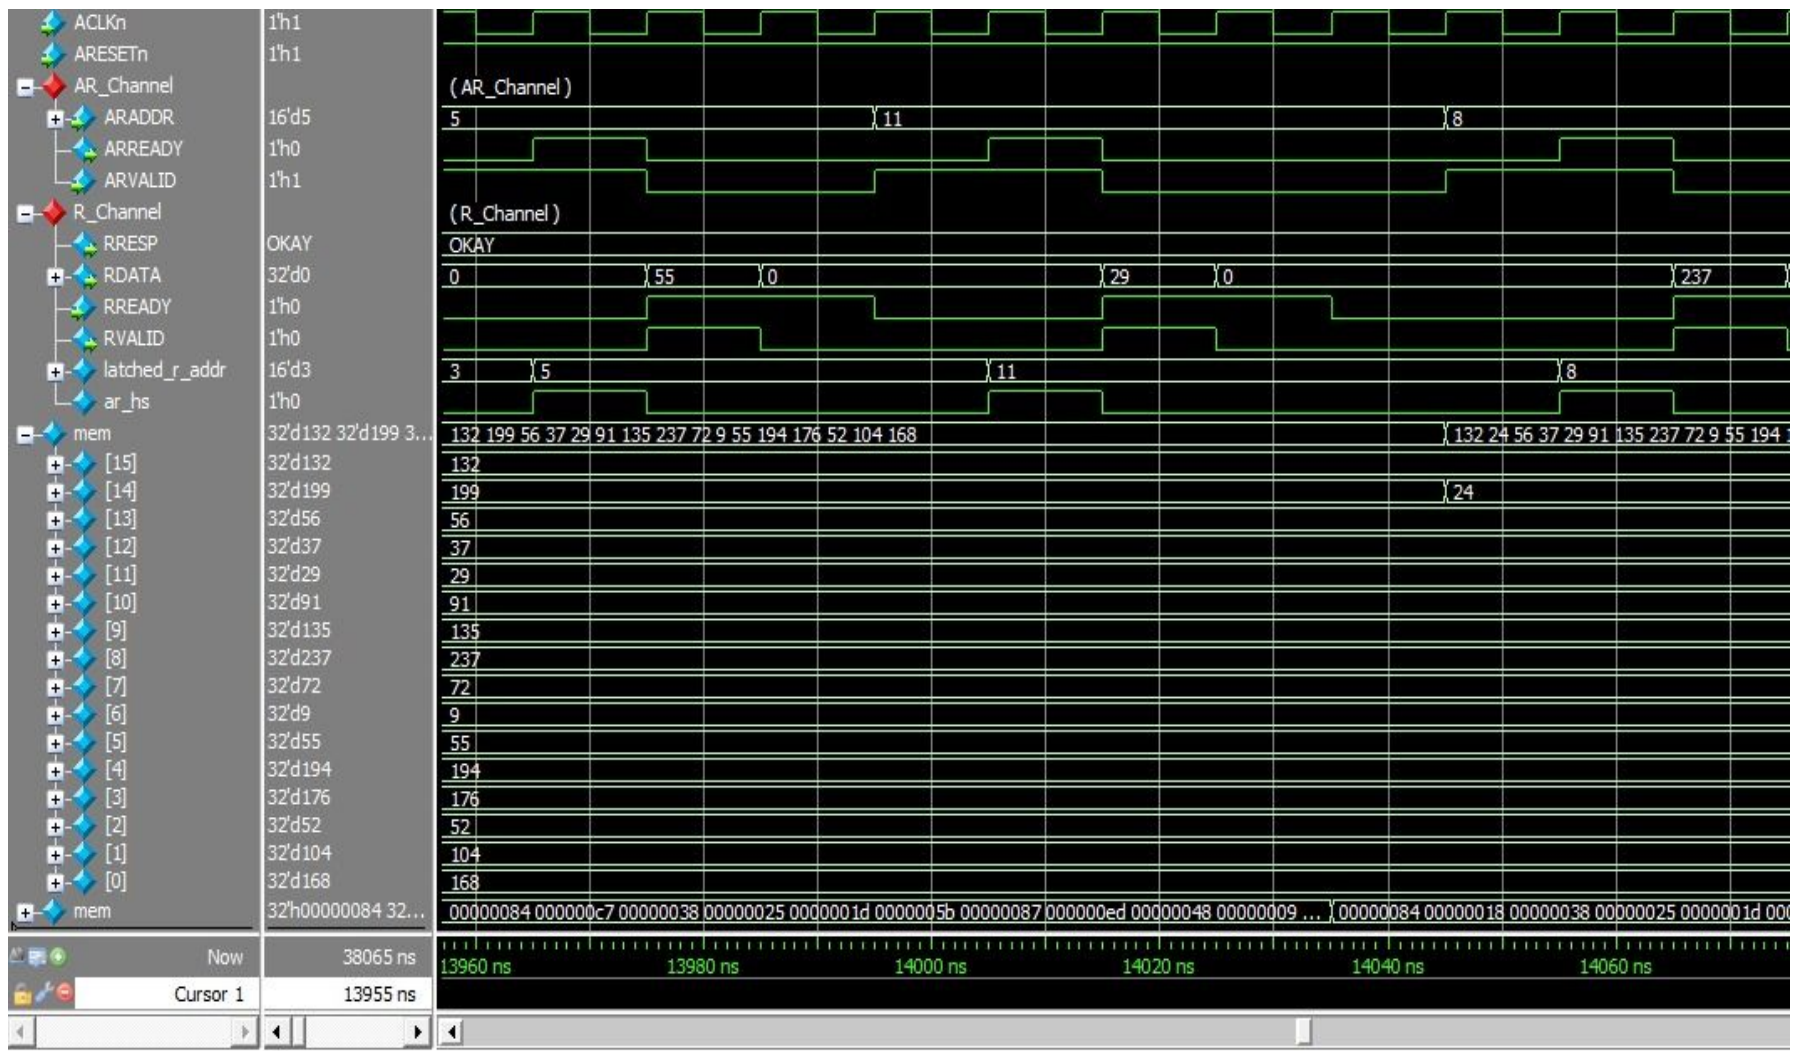 ACLKn 1'h1
ARESETn 1'h1
AR_Channel (AR_Channel)
ARADDR 16'd5 5 11 8
ARREADY 1'h0
ARVALID 1'h1
R_Channel (R_Channel)
RRESP OKAY OKAY
RDATA 32'd0 0 55 0 29 0 237
RREADY 1'h0
RVALID 1'h0
latched_r_addr 16'd3 3 5 11 8
ar_hs 1'h0
mem 32'd132 32'd199 3... 132 199 56 37 29 91 135 237 72 9 55 194 176 52 104 168 132 24 56 37 29 91 135 237 72 9 55 194
[15] 32'd132 132
[14] 32'd199 199 24
[13] 32'd56 56
[12] 32'd37 37
[11] 32'd29 29
[10] 32'd91 91
[9] 32'd135 135
[8] 32'd237 237
[7] 32'd72 72
[6] 32'd9 9
[5] 32'd55 55
[4] 32'd194 194
[3] 32'd176 176
[2] 32'd52 52
[1] 32'd104 104
[0] 32'd168 168
mem 32'h00000084 32... 00000084 000000c7 00000038 00000025 0000001d 0000005b 00000087 000000ed 00000048 00000009 ... 00000084 00000018 00000038 00000025 0000001d
Now 38065 ns 13960 ns 13980 ns 14000 ns 14020 ns 14040 ns 14060 ns
Cursor 1 13955 ns